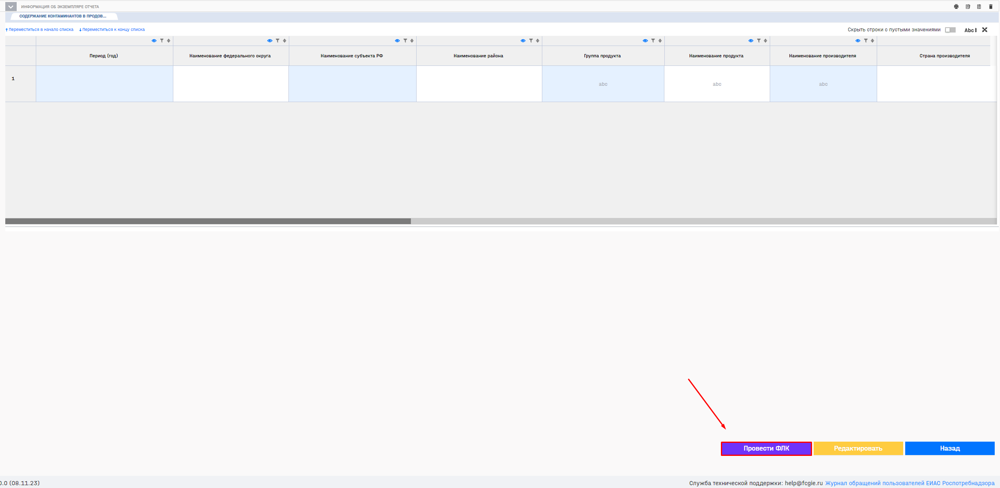 ИНФОРМАЦИЯ ОБ ЭКЗЕМПЛЯРЕ ОТЧЕТА
СОДЕРЖАНИЕ КОНТАМИНАНТОВ В ПРОДОВ...
Переместиться в начало списка Переместиться к концу списка Скрыть строки с пустыми значениями Abc
Период (год) Наименование федерального округа Наименование субъекта РФ Наименование района Группа продукта Наименование продукта Наименование производителя Страна производителя
1 abc abc abc
Провести ФЛК Редактировать Назад
0.0 (08.11.23) Служба технической поддержки: help@fcgie.ru Журнал обращений пользователей ЕИАС Роспотребнадзора